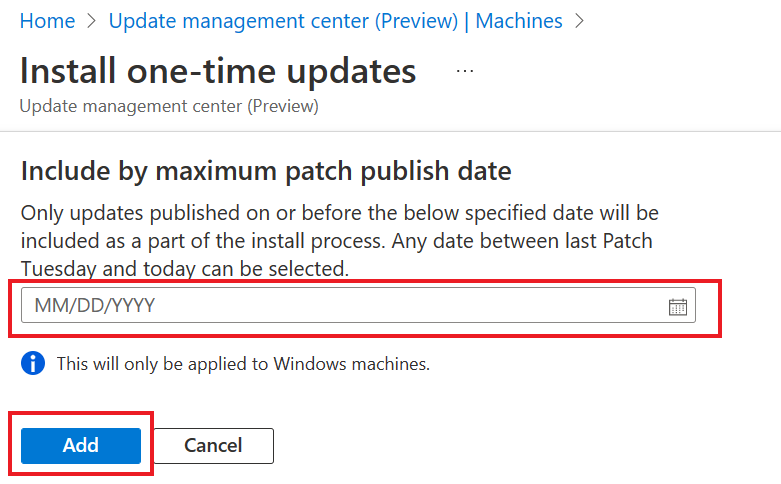 Home > Update management center (Preview) | Machines >
Install one-time updates ...
Update management center (Preview)
Include by maximum patch publish date
Only updates published on or before the below specified date will be
included as a part of the install process. Any date between last Patch
Tuesday and today can be selected.
MM/DD/YYYY
This will only be applied to Windows machines.
Add Cancel